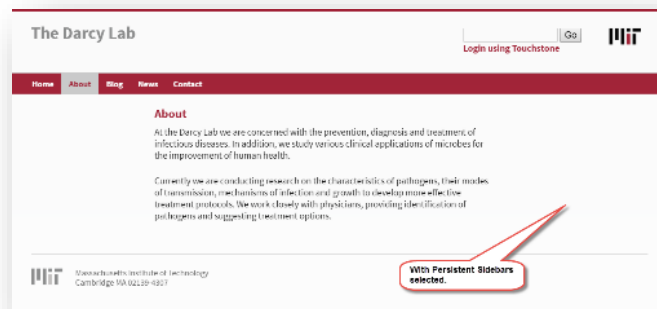 The Darcy Lab
Go
MIT
Login using Touchstone
Home About Blog News Contact
About
At the Darcy Lab we are concerned with the prevention, diagnosis and treatment of
infectious diseases. In addition, we study various clinical applications of microbes for
the improvement of human health.
Currently we are conducting research on the characteristics of pathogens, their modes
of transmission, mechanisms of infection and growth to develop more effective
treatment protocols. We work closely with physicians, providing identification of
pathogens and suggesting treatment options.
With Persistent Sidebars
selected.
MIT
Massachusetts Institute of Technology
Cambridge MA 02139-4307